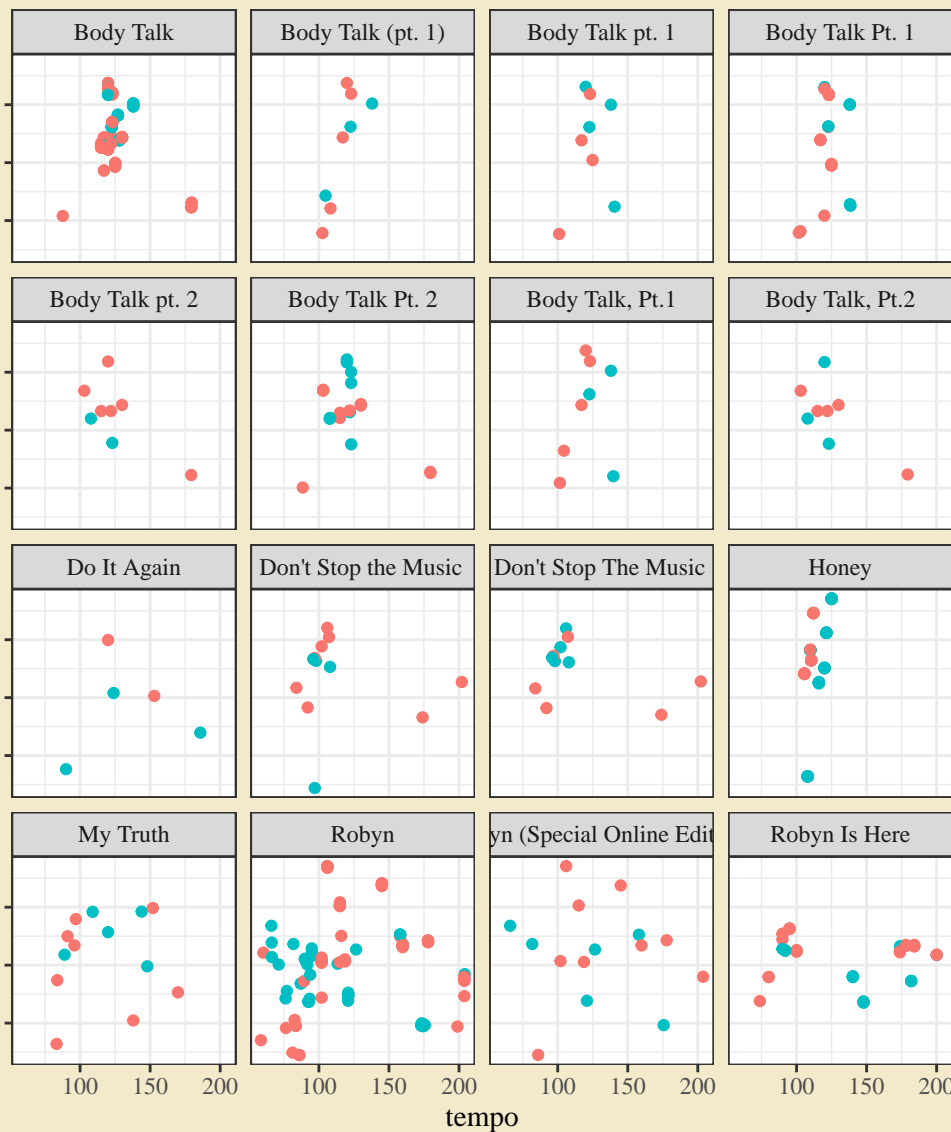 Body Talk
Body Talk (pt. 1)
Body Talk pt. 1
Body Talk Pt. 1
Body Talk pt. 2
Body Talk Pt. 2
Body Talk, Pt.1
Body Talk, Pt.2
Do It Again
Don't Stop the Music
Don't Stop The Music
Honey
My Truth
Robyn
yn (Special Online Edit
Robyn Is Here
100 150 200 100 150 200 100 150 200 100 150 200
tempo